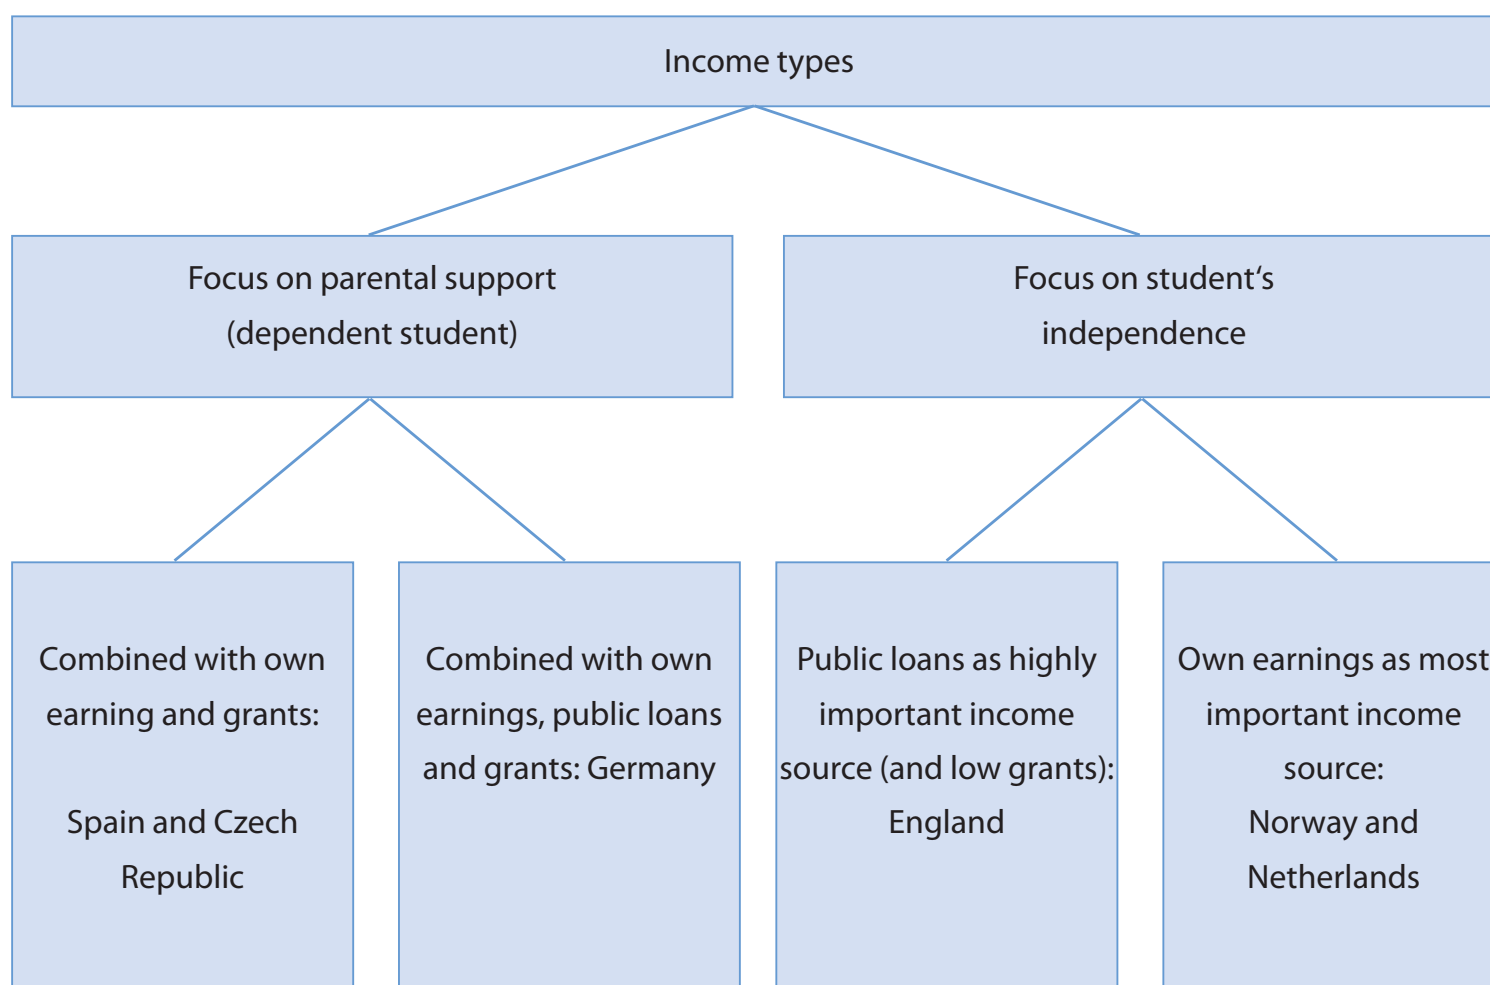 Income types
Focus on parental support
(dependent student)
Focus on student‘s
independence
Combined with own
earning and grants:
Spain and Czech
Republic
Combined with own
earnings, public loans
and grants: Germany
Public loans as highly
important income
source (and low grants):
England
Own earnings as most
important income
source:
Norway and
Netherlands